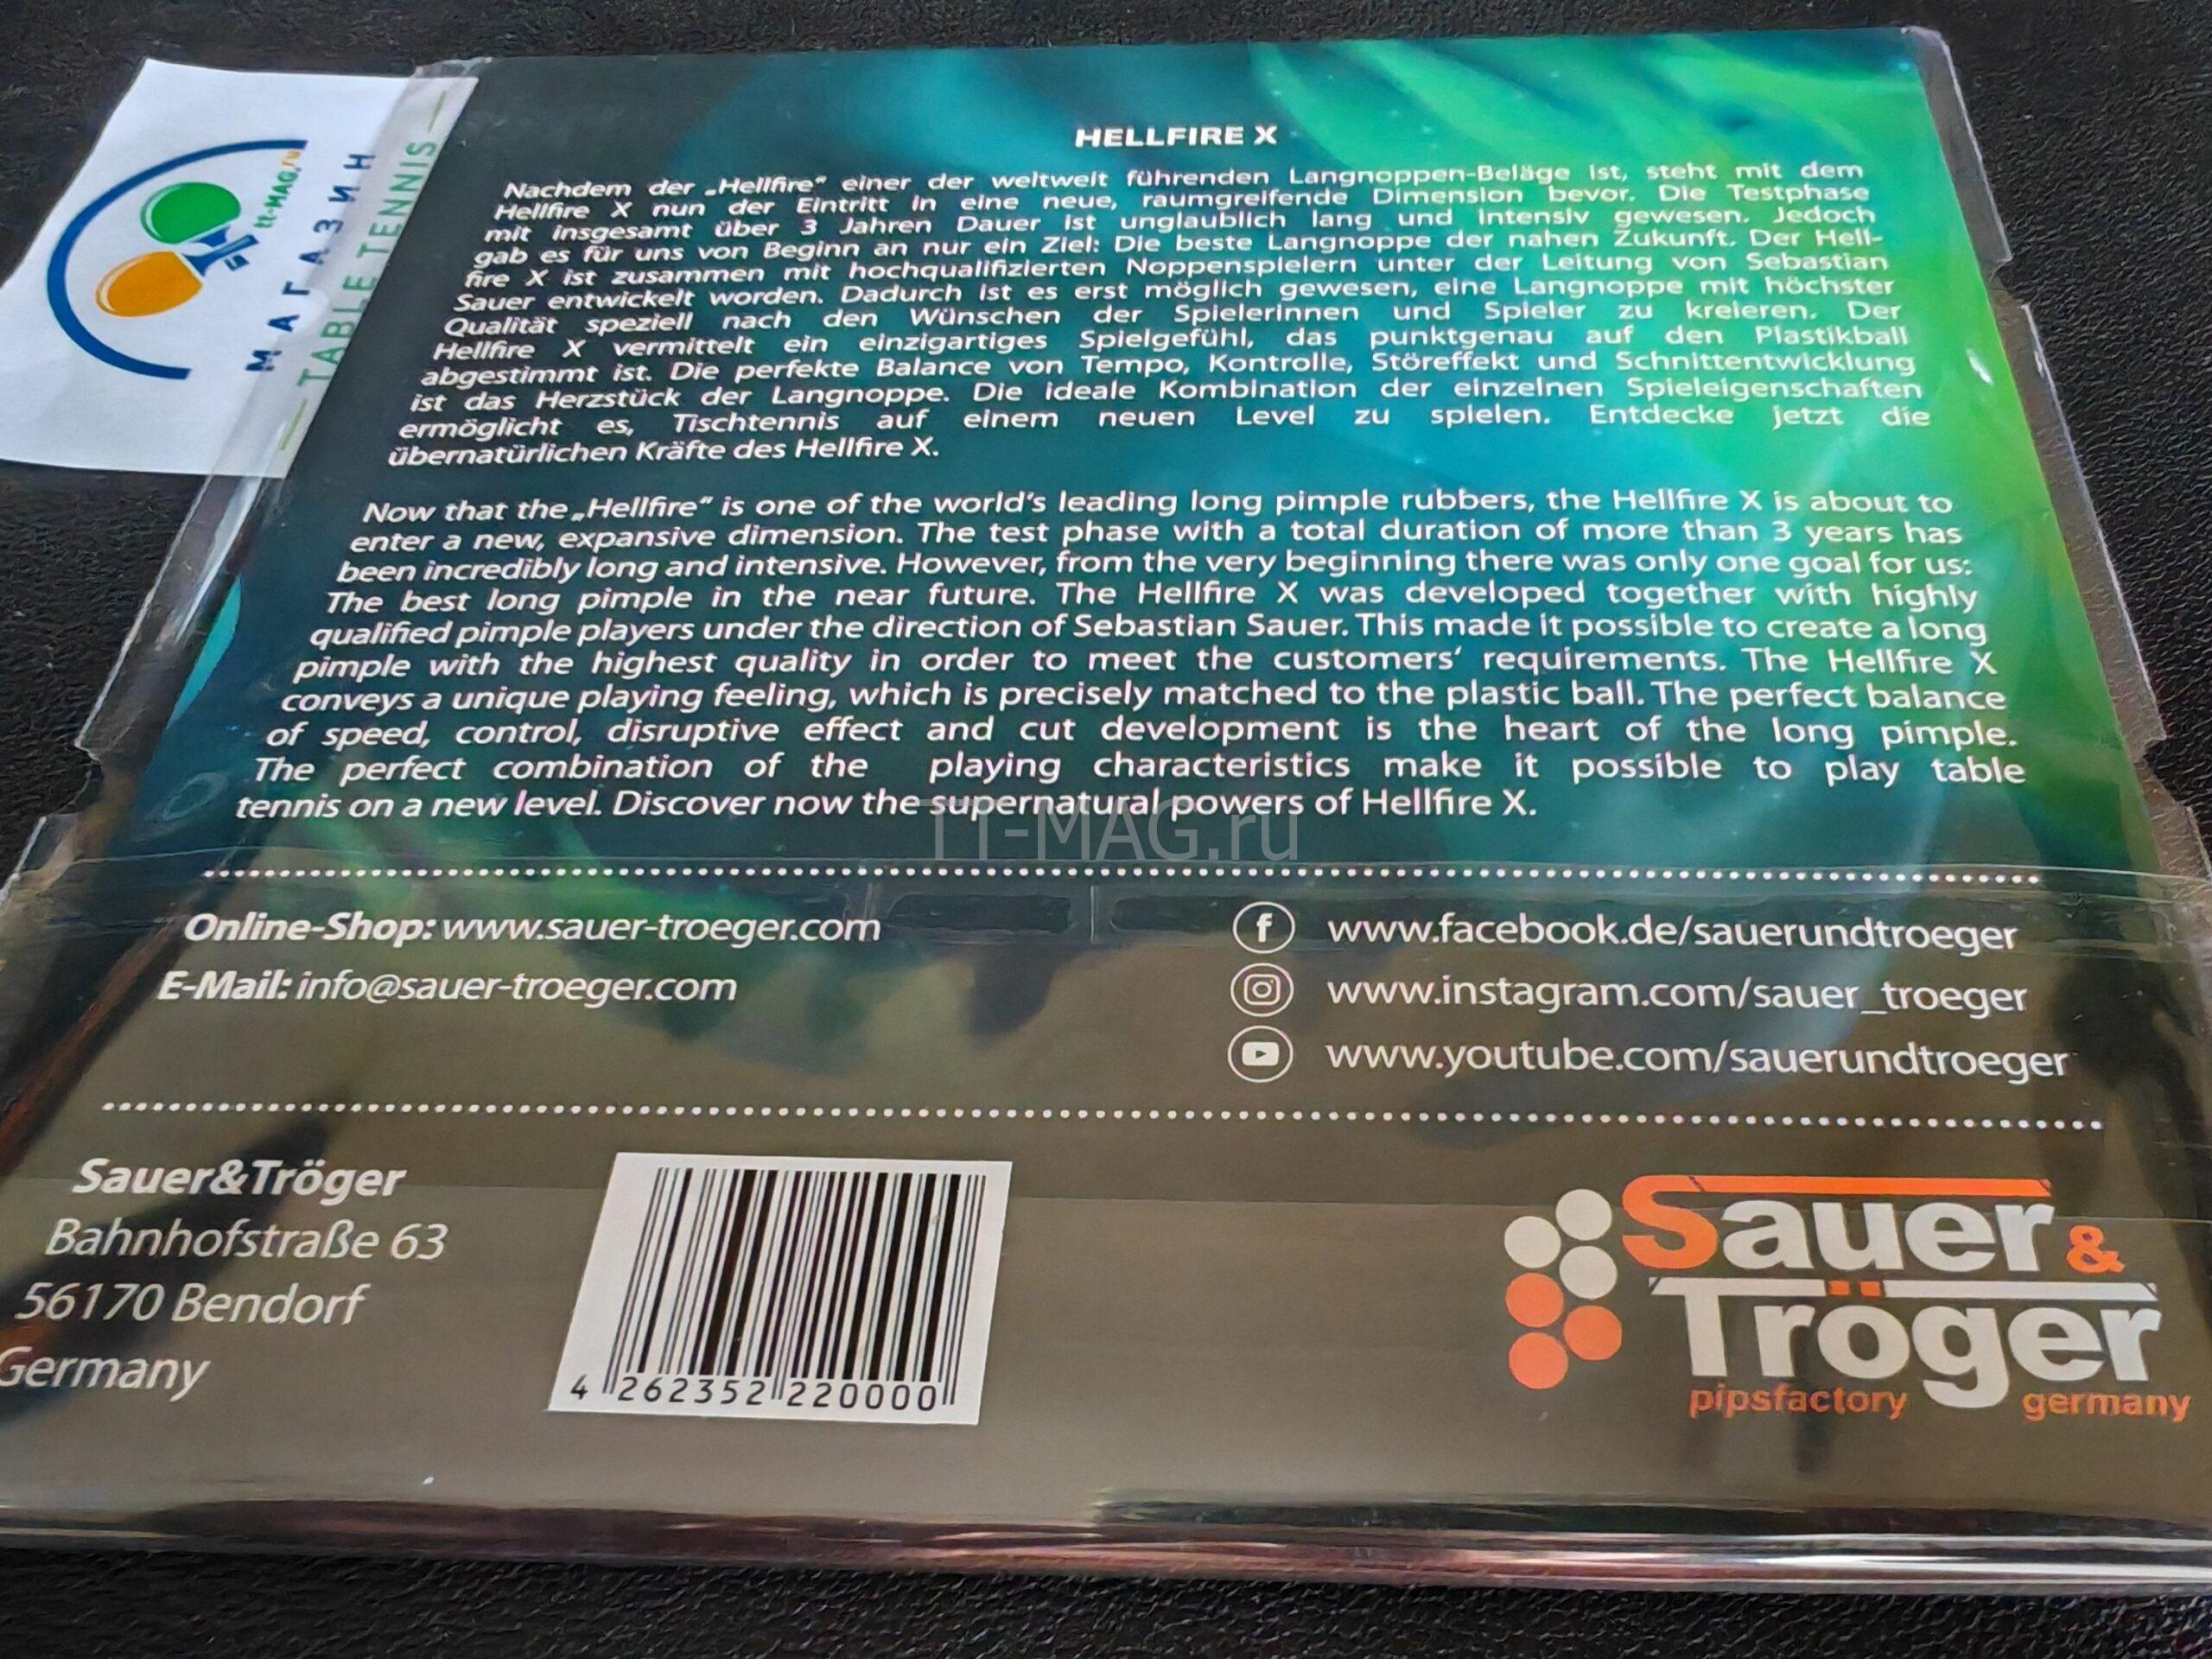 HELLFIRE X
Nachdem der „Hellfire“ einer der weltweit führenden Langnoppen-Beläge ist, steht mit dem
Hellfire X nun der Eintritt in eine neue, raumgreifende Dimension bevor. Die Testphase
mit insgesamt über 3 Jahren Dauer ist unglaublich lang und intensiv gewesen. Jedoch
gab es für uns von Beginn an nur ein Ziel: Die beste Langnoppe der nahen Zukunft. Der Hell-
fire X ist zusammen mit hochqualifizierten Noppenspielern unter der Leitung von Sebastian
Sauer entwickelt worden. Dadurch ist es erst möglich gewesen, eine Langnoppe mit höchster
Qualität speziell nach den Wünschen der Spielerinnen und Spieler zu kreieren. Der
Hellfire X vermittelt ein einzigartiges Spielgefühl, das punktgenau auf den Plastikball
abgestimmt ist. Die perfekte Balance von Tempo, Kontrolle, Störeffekt und Schnittentwicklung
ist das Herzstück der Langnoppe. Die ideale Kombination der einzelnen Spieleigenschaften
ermöglicht es, Tischtennis auf einem neuen Level zu spielen. Entdecke jetzt die
übernatürlichen Kräfte des Hellfire X.
Now that the „Hellfire“ is one of the world's leading long pimple rubbers, the Hellfire X is about to
enter a new, expansive dimension. The test phase with a total duration of more than 3 years has
been incredibly long and intensive. However, from the very beginning there was only one goal for us:
The best long pimple in the near future. The Hellfire X was developed together with highly
qualified pimple players under the direction of Sebastian Sauer. This made it possible to create a long
pimple with the highest quality in order to meet the customers‘ requirements. The Hellfire X
conveys a unique playing feeling, which is precisely matched to the plastic ball. The perfect balance
of speed, control, disruptive effect and cut development is the heart of the long pimple.
The perfect combination of the playing characteristics make it possible to play table
tennis on a new level. Discover now the supernatural powers of Hellfire X.
TT-MAG.ru
Online-Shop: www.sauer-troeger.com
E-Mail: info@sauer-troeger.com
www.facebook.de/sauerundtroeger
www.instagram.com/sauer_troeger
www.youtube.com/sauerundtroeger
Sauer&Tröger
Bahnhofstraße 63
56170 Bendorf
Germany
4 262352 220000
Sauer &
Tröger
pipsfactory germany
tt-MAG.ru
МАГАЗИН
TABLE TENNIS